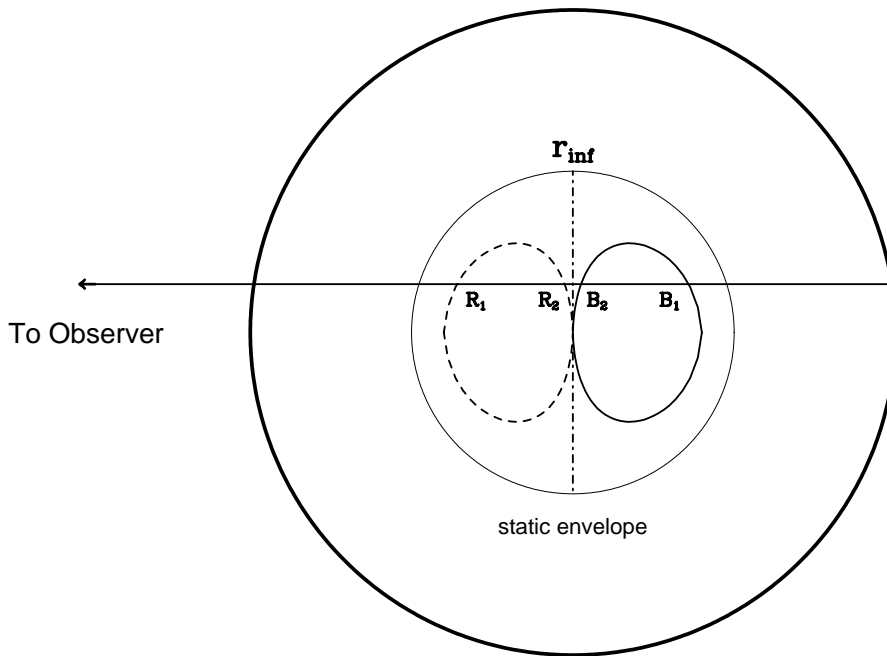 r_inf
R₁ R₂ B₂ B₁
To Observer
static envelope